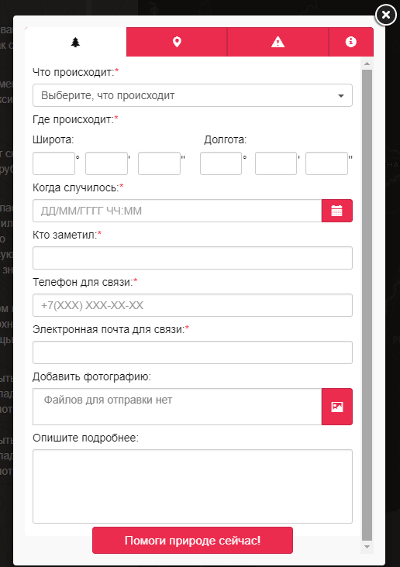 Что происходит:*
Выберите, что происходит
Где происходит:*
Широта: Долгота:
° ' " ° ' "
Когда случилось:*
ДД/ММ/ГГГГ ЧЧ:ММ
Кто заметил:*
Телефон для связи:*
+7(XXX) XXX-XX-XX
Электронная почта для связи:*
Добавить фотографию:
Файлов для отправки нет
Опишите подробнее:
Помоги природе сейчас!